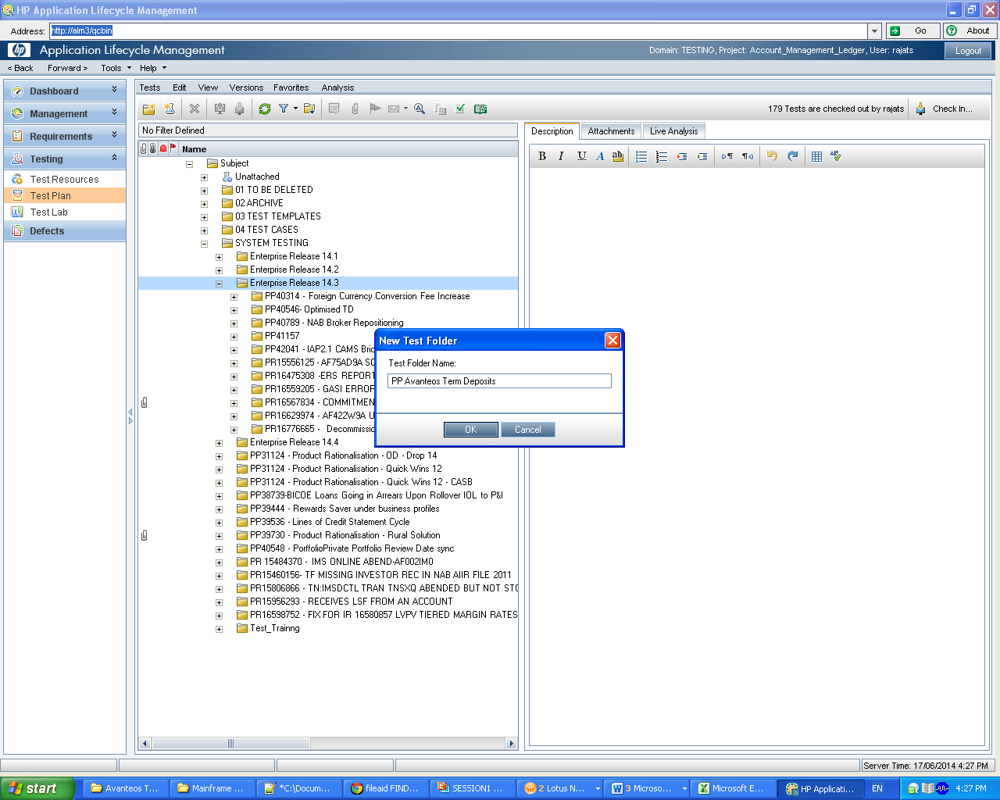 HP Application Lifecycle Management
Address: http://alm3/qcbin Go About
hp Application Lifecycle Management Domain: TESTING, Project: Account_Management_Ledger, User: rajats Logout
< Back Forward > Tools Help
Dashboard
Management
Requirements
Testing
Test Resources
Test Plan
Test Lab
Defects
Tests Edit View Versions Favorites Analysis
179 Tests are checked out by rajats Check In...
No Filter Defined
Name
Subject
Unattached
01 TO BE DELETED
02 ARCHIVE
03 TEST TEMPLATES
04 TEST CASES
SYSTEM TESTING
Enterprise Release 14.1
Enterprise Release 14.2
Enterprise Release 14.3
PP40314 - Foreign Currency Conversion Fee Increase
PP40546- Optimised TD
PP40789 - NAB Broker Repositioning
PP41157
PP42041 - IAP2.1 CAMS Bric
PR15556125 - AF75AD9A SC
PR16475308 -ERS REPORT
PR16559205 - GASI ERROF
PR16567834 - COMMITMEN
PR16629974 - AF422W9A U
PR16776665 - Decommissic
Enterprise Release 14.4
PP31124 - Product Rationalisation - OD - Drop 14
PP31124 - Product Rationalisation - Quick Wins 12
PP31124 - Product Rationalisation - Quick Wins 12 - CASB
PP38739-BICOE Loans Going in Arrears Upon Rollover IOL to P&I
PP39444 - Rewards Saver under business profiles
PP39536 - Lines of Credit Statement Cycle
PP39730 - Product Rationalisation - Rural Solution
PP40548 - PorffolioPrivate Portfolio Review Date sync
PR 15484370 - IMS ONLINE ABEND-AF002IM0
PR15460156- TF MISSING INVESTOR REC IN NAB AIIR FILE 2011
PR15806866 - TN:IMSDCTL TRAN TNSXQ ABENDED BUT NOT STO
PR15956293 - RECEIVES LSF FROM AN ACCOUNT
PR16598752 - FIX FOR IR 16580857 LVPV TIERED MARGIN RATES
Test_Trainng
Description Attachments Live Analysis
B I U A ab
New Test Folder
Test Folder Name:
PP Avanteos Term Deposits
OK Cancel
Server Time: 17/06/2014 4:27 PM
start Avanteos T... Mainframe ... *C:\Docum... fileaid FIND... SESSION1 ... 2 Lotus N... 3 Microso... Microsoft E... HP Applicati... EN 4:27 PM